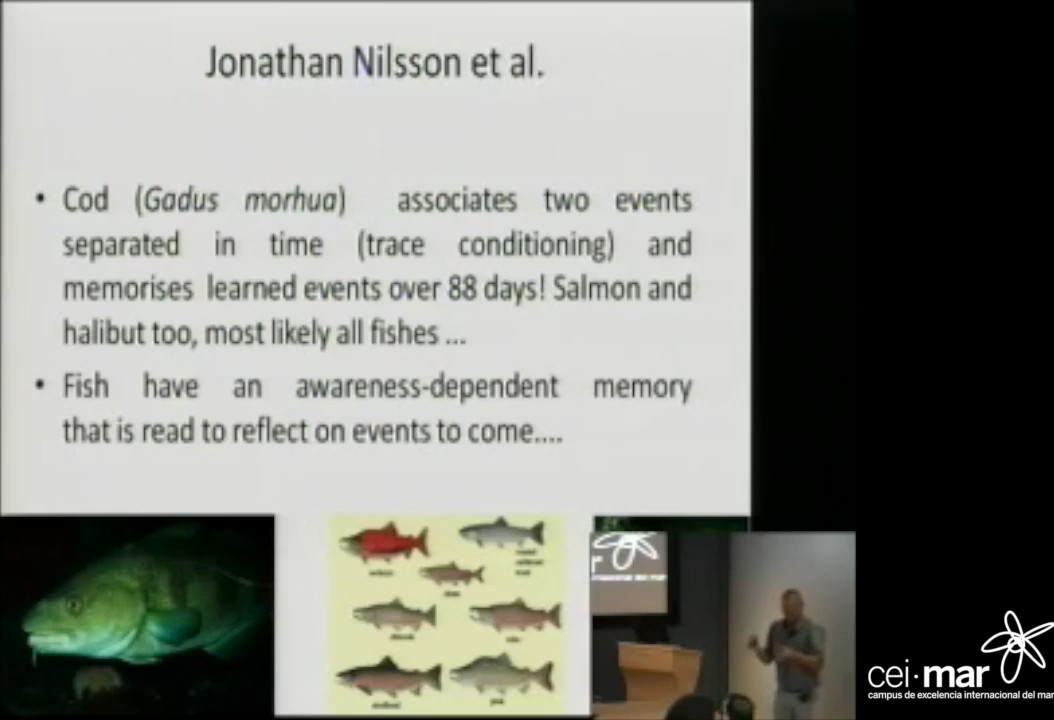 Jonathan Nilsson et al.
• Cod (Gadus morhua) associates two events
separated in time (trace conditioning) and
memorises learned events over 88 days! Salmon and
halibut too, most likely all fishes ...
• Fish have an awareness-dependent memory
that is read to reflect on events to come....
cei·mar
campus de excelencia internacional del mar